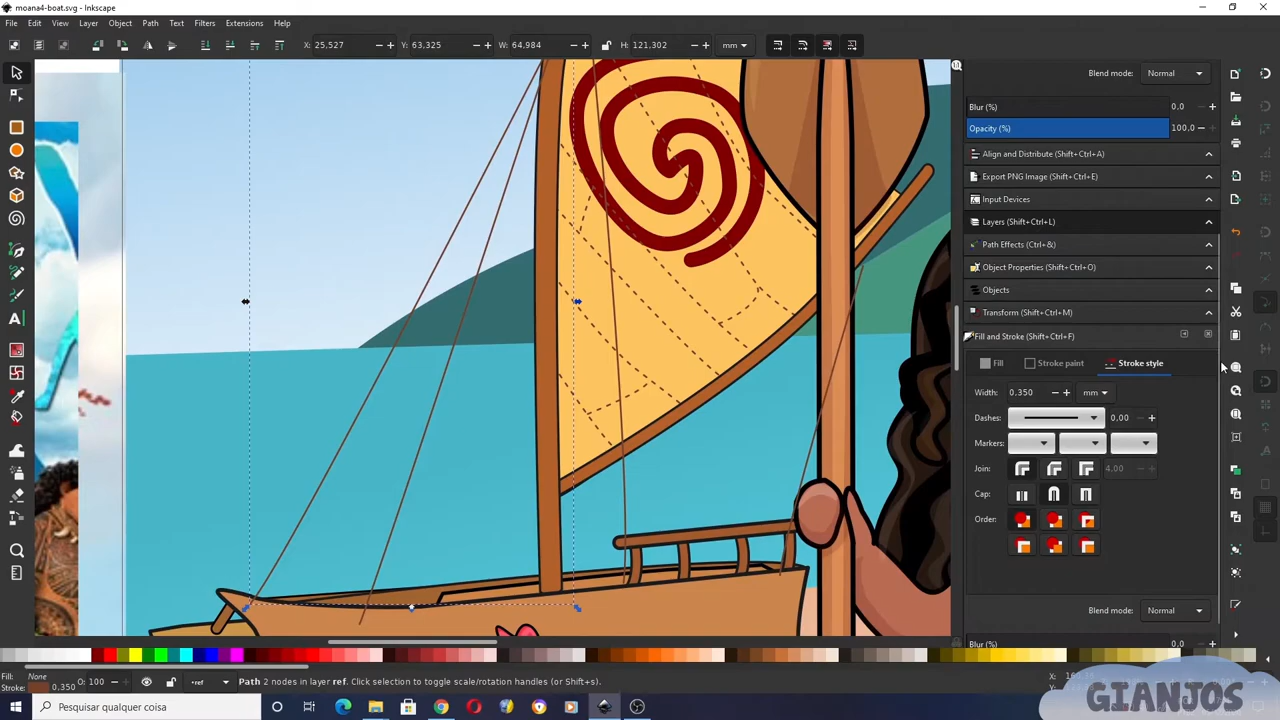 moana4-boat.svg - Inkscape
File Edit View Layer Object Path Text Filters Extensions Help
X: 25,527 Y: 63,325 W: 64,984 H: 121,302 mm
Blend mode: Normal
Blur (%) 0.0
Opacity (%) 100.0
Align and Distribute (Shift+Ctrl+A)
Export PNG Image (Shift+Ctrl+E)
Input Devices
Layers (Shift+Ctrl+L)
Path Effects (Ctrl+&)
Object Properties (Ctrl+Shift+O)
Objects
Transform (Shift+Ctrl+M)
Fill and Stroke (Shift+Ctrl+F)
Fill Stroke paint Stroke style
Width: 0.350 mm
Dashes: 0.00
Markers:
Join: 4.00
Cap:
Order:
Blend mode: Normal
Blur (%) 0.0
Fill: None
Stroke: 0.350 O: 100 ref Path 2 nodes in layer ref. Click selection to toggle scale/rotation handles (or Shift+s).
Pesquisar qualquer coisa
GIANJOS